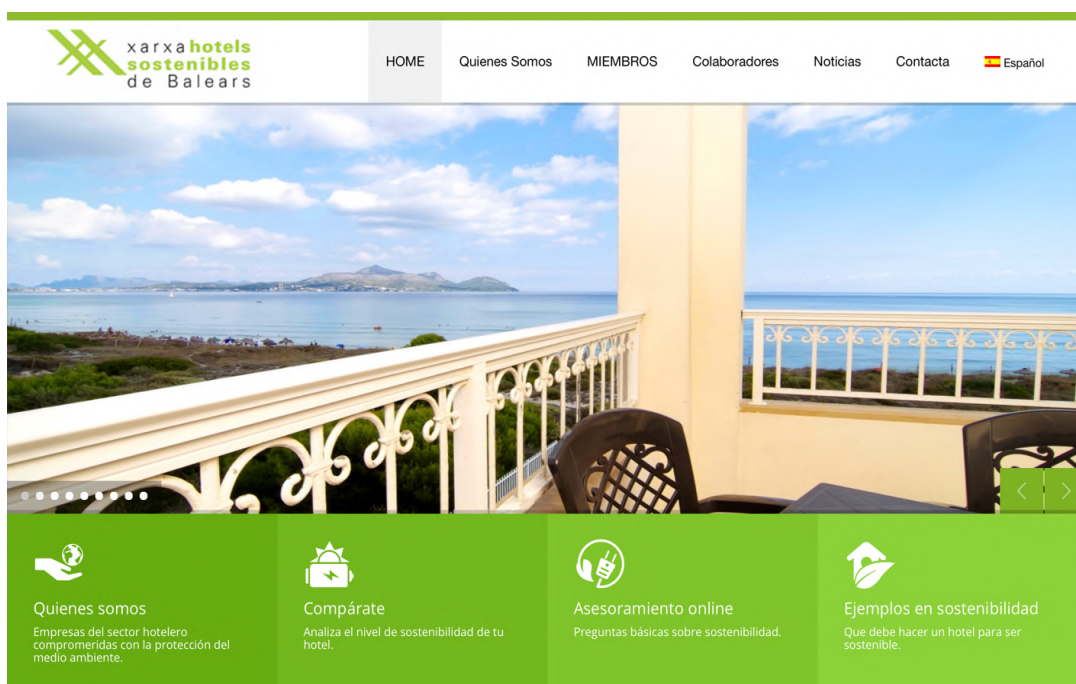 xarxa hotels
sostenibles
de Balears
HOME Quienes Somos MIEMBROS Colaboradores Noticias Contacta Español
Quienes somos
Empresas del sector hotelero
compromeridas con la protección del
medio ambiente.
Compárate
Analiza el nivel de sostenibilidad de tu
hotel.
Asesoramiento online
Preguntas básicas sobre sostenibilidad.
Ejemplos en sostenibilidad
Que debe hacer un hotel para ser
sostenible.